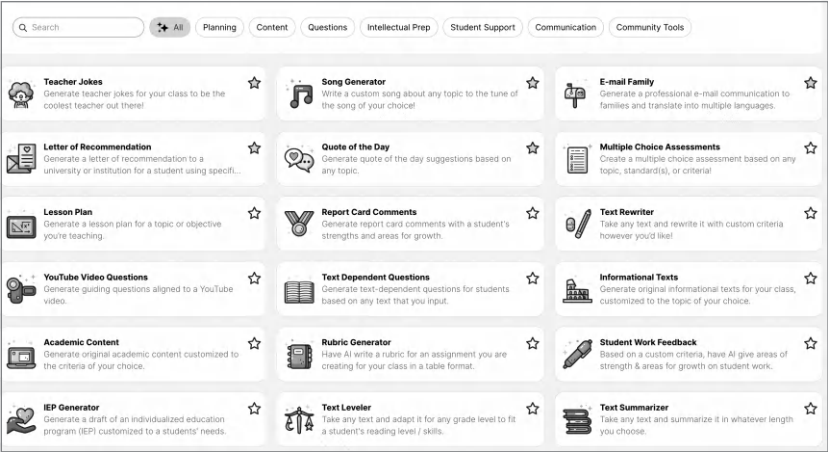 Search
All
Planning
Content
Questions
Intellectual Prep
Student Support
Communication
Community Tools
Teacher Jokes
Generate teacher jokes for your class to be the
coolest teacher out there!
Song Generator
Write a custom song about any topic to the tune of
the song of your choice!
E-mail Family
Generate a professional e-mail communication to
families and translate into multiple languages.
Letter of Recommendation
Generate a letter of recommendation to a
university or institution for a student using specifi...
Quote of the Day
Generate quote of the day suggestions based on
any topic.
Multiple Choice Assessments
Create a multiple choice assessment based on any
topic, standard(s), or criteria!
Lesson Plan
Generate a lesson plan for a topic or objective
you're teaching.
Report Card Comments
Generate report card comments with a student's
strengths and areas for growth.
Text Rewriter
Take any text and rewrite it with custom criteria
however you'd like!
YouTube Video Questions
Generate guiding questions aligned to a YouTube
video.
Text Dependent Questions
Generate text-dependent questions for students
based on any text that you input.
Informational Texts
Generate original informational texts for your class,
customized to the topic of your choice.
Academic Content
Generate original academic content customized to
the criteria of your choice.
Rubric Generator
Have AI write a rubric for an assignment you are
creating for your class in a table format.
Student Work Feedback
Based on a custom criteria, have AI give areas of
strength & areas for growth on student work.
IEP Generator
Generate a draft of an individualized education
program (IEP) customized to a students' needs.
Text Leveler
Take any text and adapt it for any grade level to fit
a student's reading level / skills.
Text Summarizer
Take any text and summarize it in whatever length
you choose.